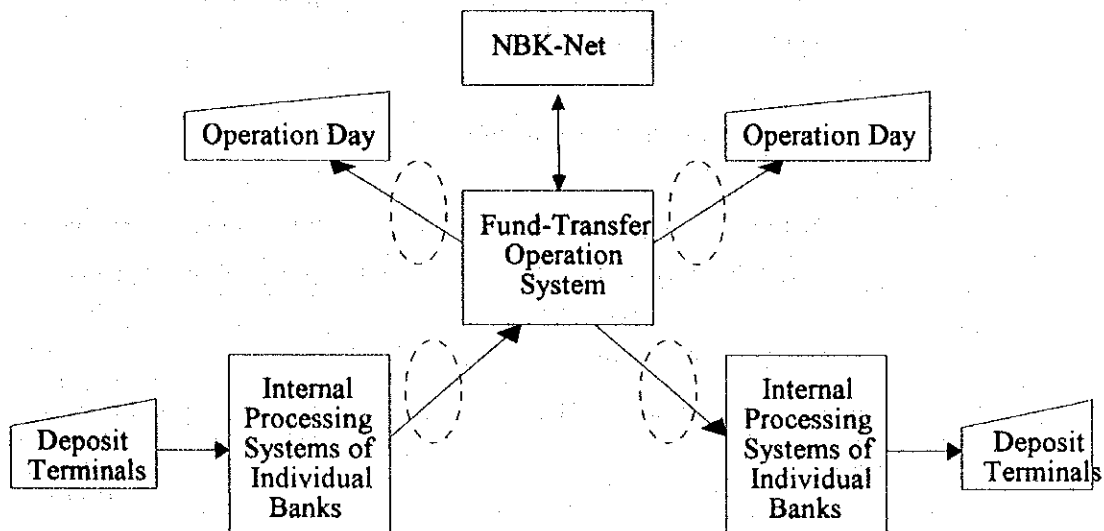 NBK-Net
Operation Day
Operation Day
Fund-Transfer
Operation
System
Deposit
Terminals
Internal
Processing
Systems of
Individual
Banks
Internal
Processing
Systems of
Individual
Banks
Deposit
Terminals